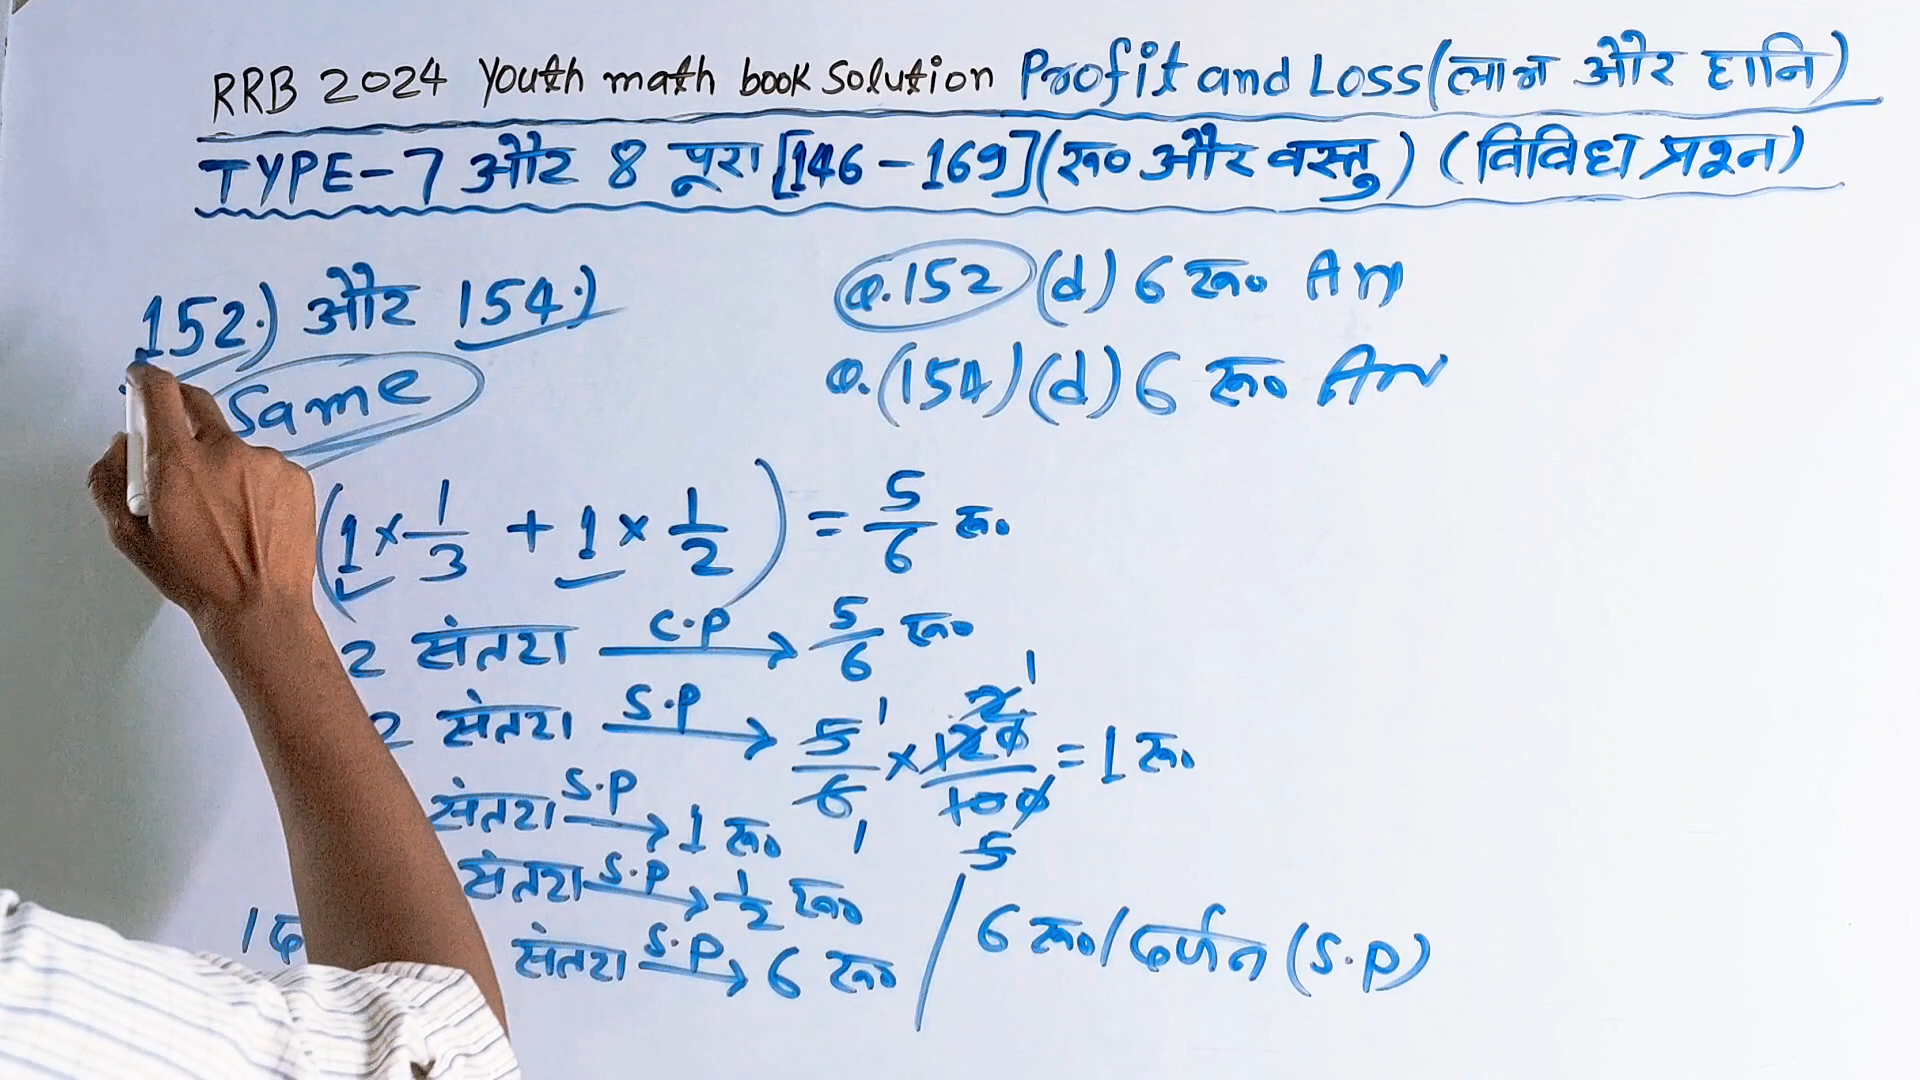 RRB 2024 Youth math book Solution Profit and Loss (लाभ और हानि)
TYPE-7 और 8 पूरा [146-169] (रू० और वस्तु) (विविध प्रश्न)
152.) और 154.)
Same
Q.152 (d) 6 रू० Ans
Q.(154) (d) 6 रू० Ans
(1 × 1/3 + 1 × 1/2) = 5/6 रू०
2 संतरा C.P → 5/6 रू०
2 संतरा S.P → 5/6 × 120/100 = 1 रू०
संतरा S.P → 1 रू०
संतरा S.P → 1/2 रू०
संतरा S.P → 6 रू० / 6 रू०/दर्जन (S.P)